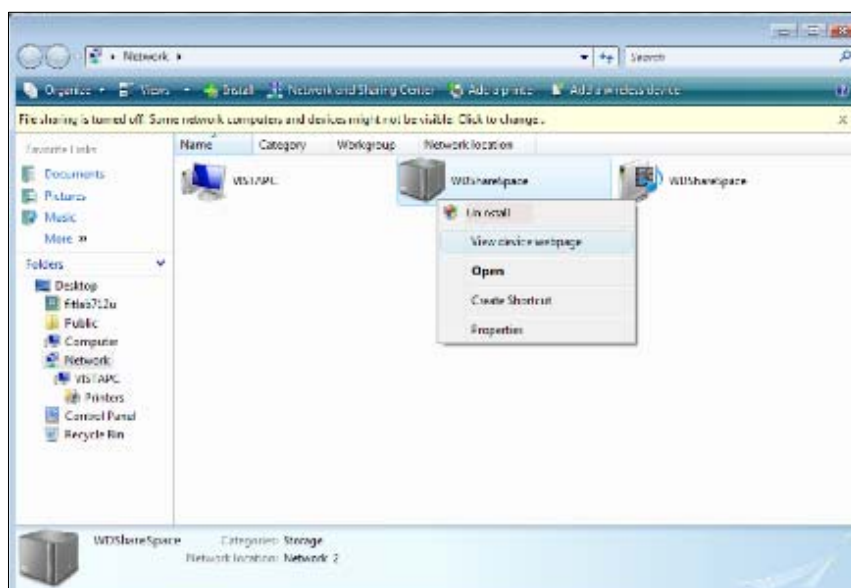 Network
Search
Organize Views Install Network and Sharing Center Add a printer Add a wireless device
File sharing is turned off. Some network computers and devices might not be visible. Click to change...
Favorite Links
Name Category Workgroup Network location
Documents
Pictures
Music
More »
VISTAPC
WDShareSpace
WDShareSpace
Uninstall
View device webpage
Open
Create Shortcut
Properties
Folders
Desktop
Public
Computer
Network
VISTAPC
Printers
Control Panel
Recycle Bin
WDShareSpace Categories: Storage
Network location: Network 2